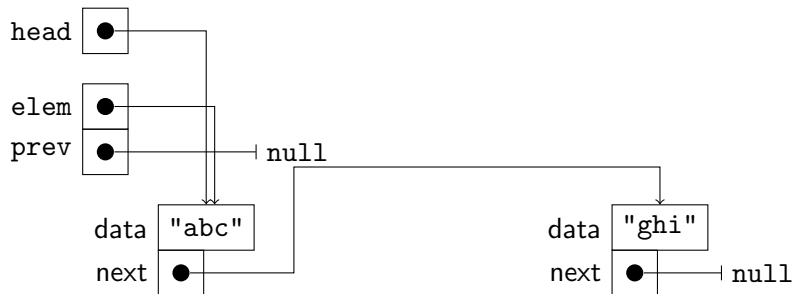 head
elem
prev
null
data "abc"
data "ghi"
next
next
null